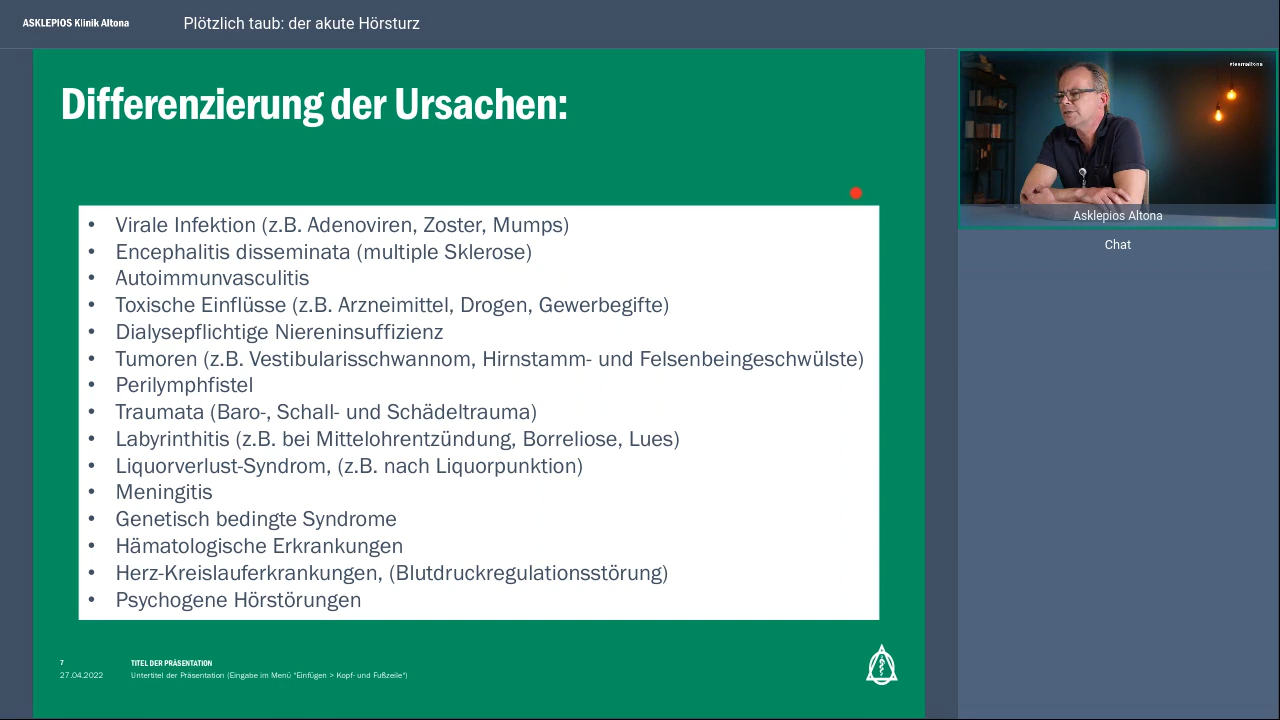 ASKLEPIOS Klinik Altona
Plötzlich taub: der akute Hörsturz
Differenzierung der Ursachen:
• Virale Infektion (z.B. Adenoviren, Zoster, Mumps)
• Encephalitis disseminata (multiple Sklerose)
• Autoimmunvasculitis
• Toxische Einflüsse (z.B. Arzneimittel, Drogen, Gewerbegifte)
• Dialysepflichtige Niereninsuffizienz
• Tumoren (z.B. Vestibularisschwannom, Hirnstamm- und Felsenbeingeschwülste)
• Perilymphfistel
• Traumata (Baro-, Schall- und Schädeltrauma)
• Labyrinthitis (z.B. bei Mittelohrentzündung, Borreliose, Lues)
• Liquorverlust-Syndrom, (z.B. nach Liquorpunktion)
• Meningitis
• Genetisch bedingte Syndrome
• Hämatologische Erkrankungen
• Herz-Kreislauferkrankungen, (Blutdruckregulationsstörung)
• Psychogene Hörstörungen
7
TITEL DER PRÄSENTATION
27.04.2022
Untertitel der Präsentation (Eingabe im Menü "Einfügen > Kopf- und Fußzeile")
#teamaltona
Asklepios Altona
Chat